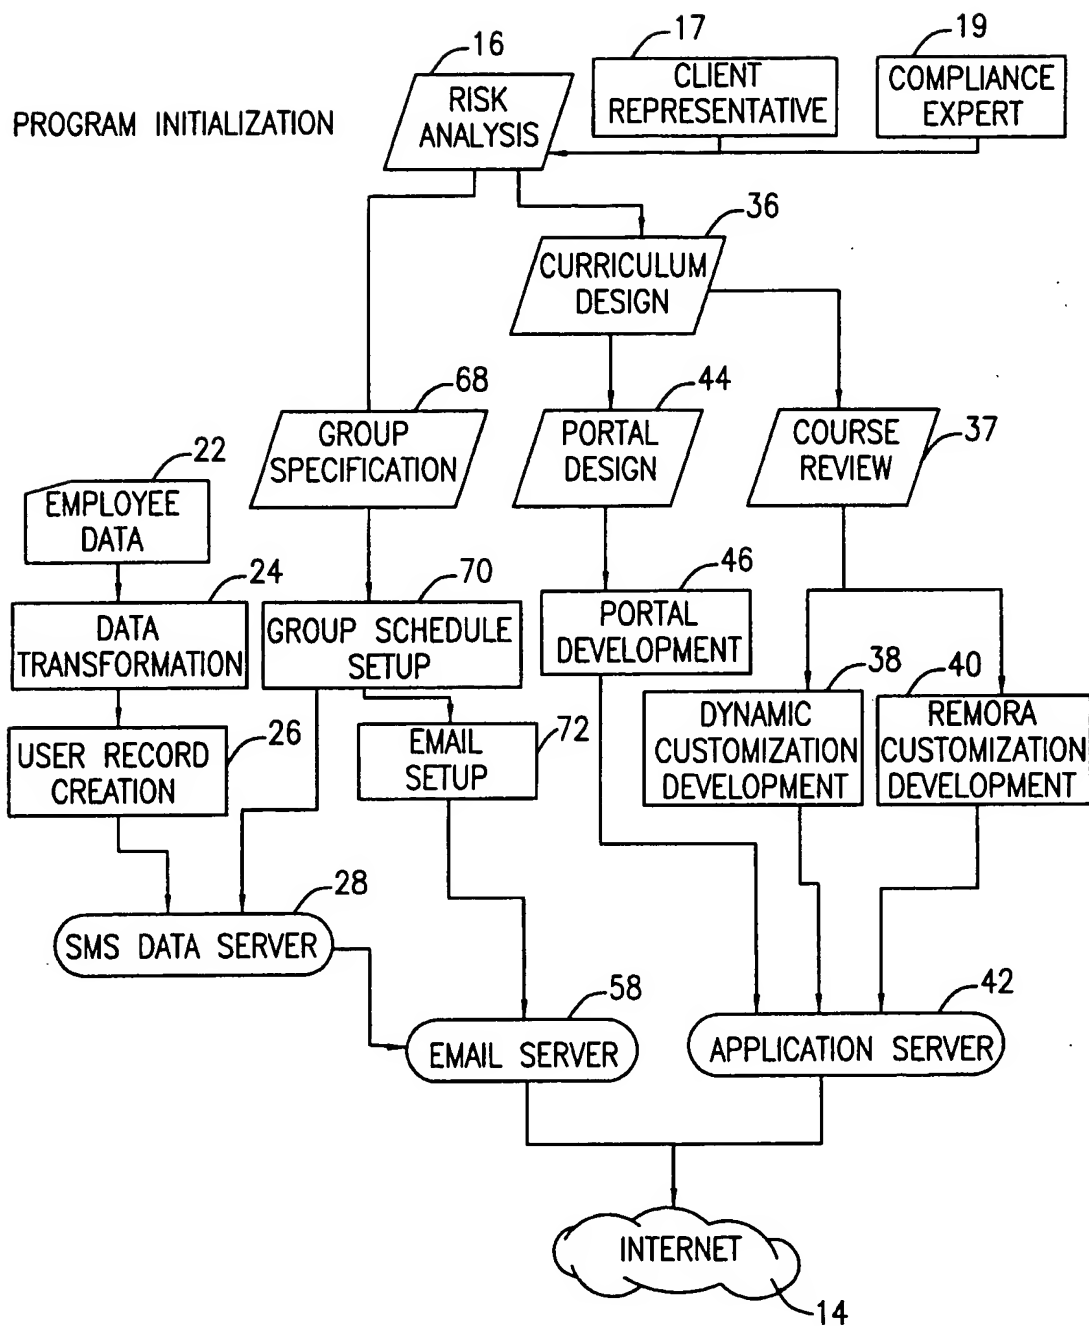 PROGRAM INITIALIZATION
16
RISK
ANALYSIS
17
CLIENT
REPRESENTATIVE
19
COMPLIANCE
EXPERT
36
CURRICULUM
DESIGN
68
GROUP
SPECIFICATION
44
PORTAL
DESIGN
COURSE
REVIEW
37
22
EMPLOYEE
DATA
24
DATA
TRANSFORMATION
70
GROUP SCHEDULE
SETUP
46
PORTAL
DEVELOPMENT
26
USER RECORD
CREATION
EMAIL
SETUP
72
38
DYNAMIC
CUSTOMIZATION
DEVELOPMENT
40
REMORA
CUSTOMIZATION
DEVELOPMENT
28
SMS DATA SERVER
58
EMAIL SERVER
42
APPLICATION SERVER
INTERNET
14